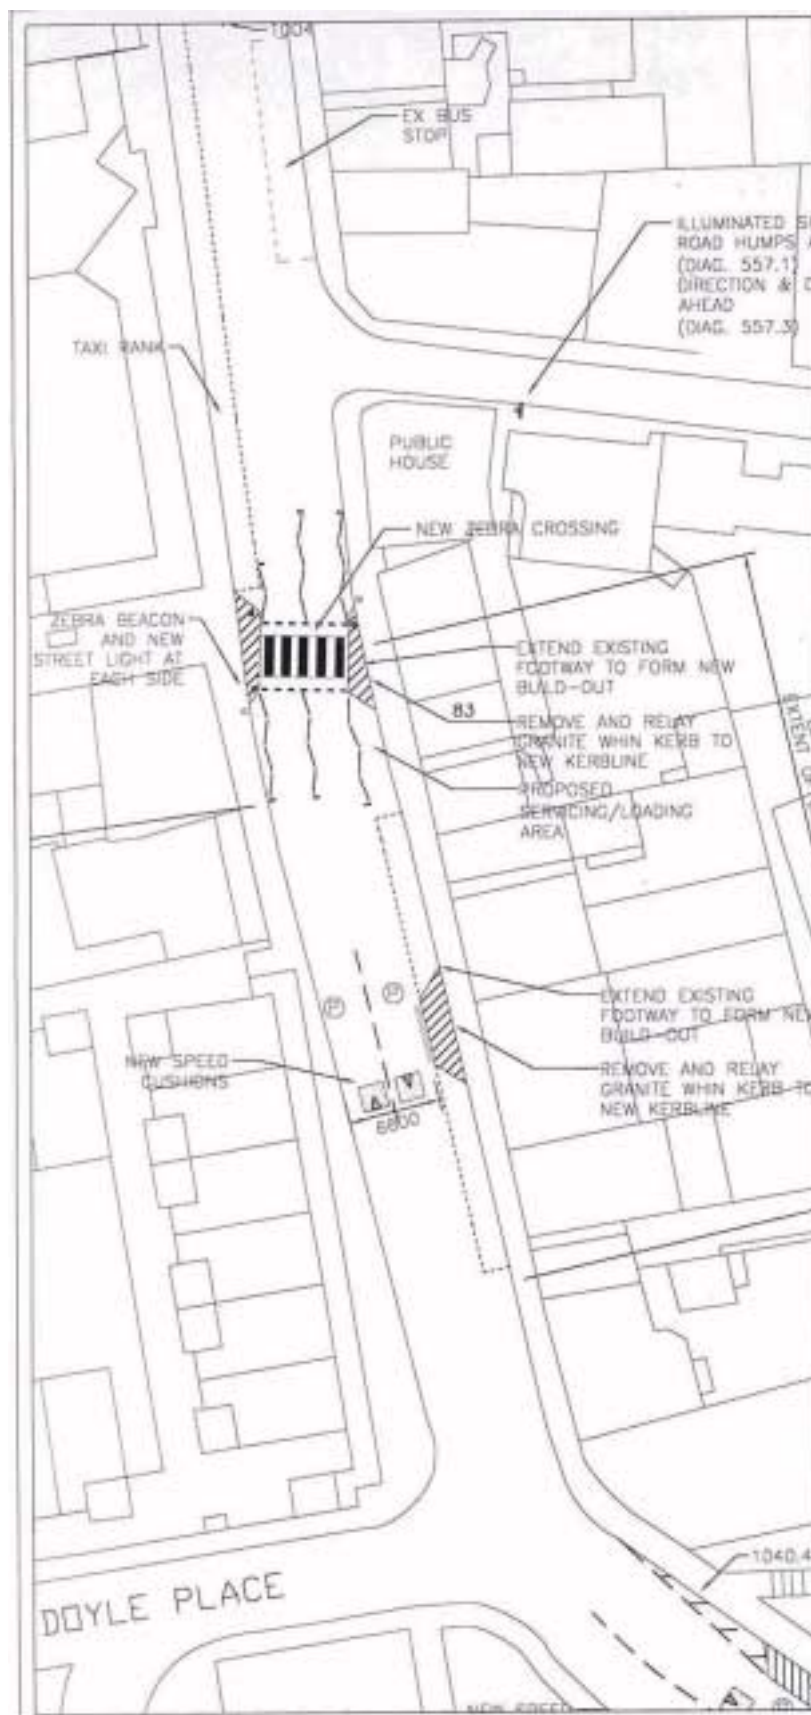 1004
EX BUS
STOP
ILLUMINATED
ROAD HUMPS
(DIAG. 557.1)
DIRECTION &
AHEAD
(DIAG. 557.3)
TAXI RANK
PUBLIC
HOUSE
NEW ZEBRA CROSSING
ZEBRA BEACON
AND NEW
STREET LIGHT AT
EACH SIDE
EXTEND EXISTING
FOOTWAY TO FORM NEW
BUILD-OUT
83
REMOVE AND RELAY
GRANITE WHIN KERB TO
NEW KERBLINE
PROPOSED
SERVICING/LOADING
AREA
EXTENT
EXTEND EXISTING
FOOTWAY TO FORM NEW
BUILD-OUT
NEW SPEED
CUSHIONS
REMOVE AND RELAY
GRANITE WHIN KERB TO
NEW KERBLINE
6800
1040.4
DOYLE PLACE
NEW SPEED